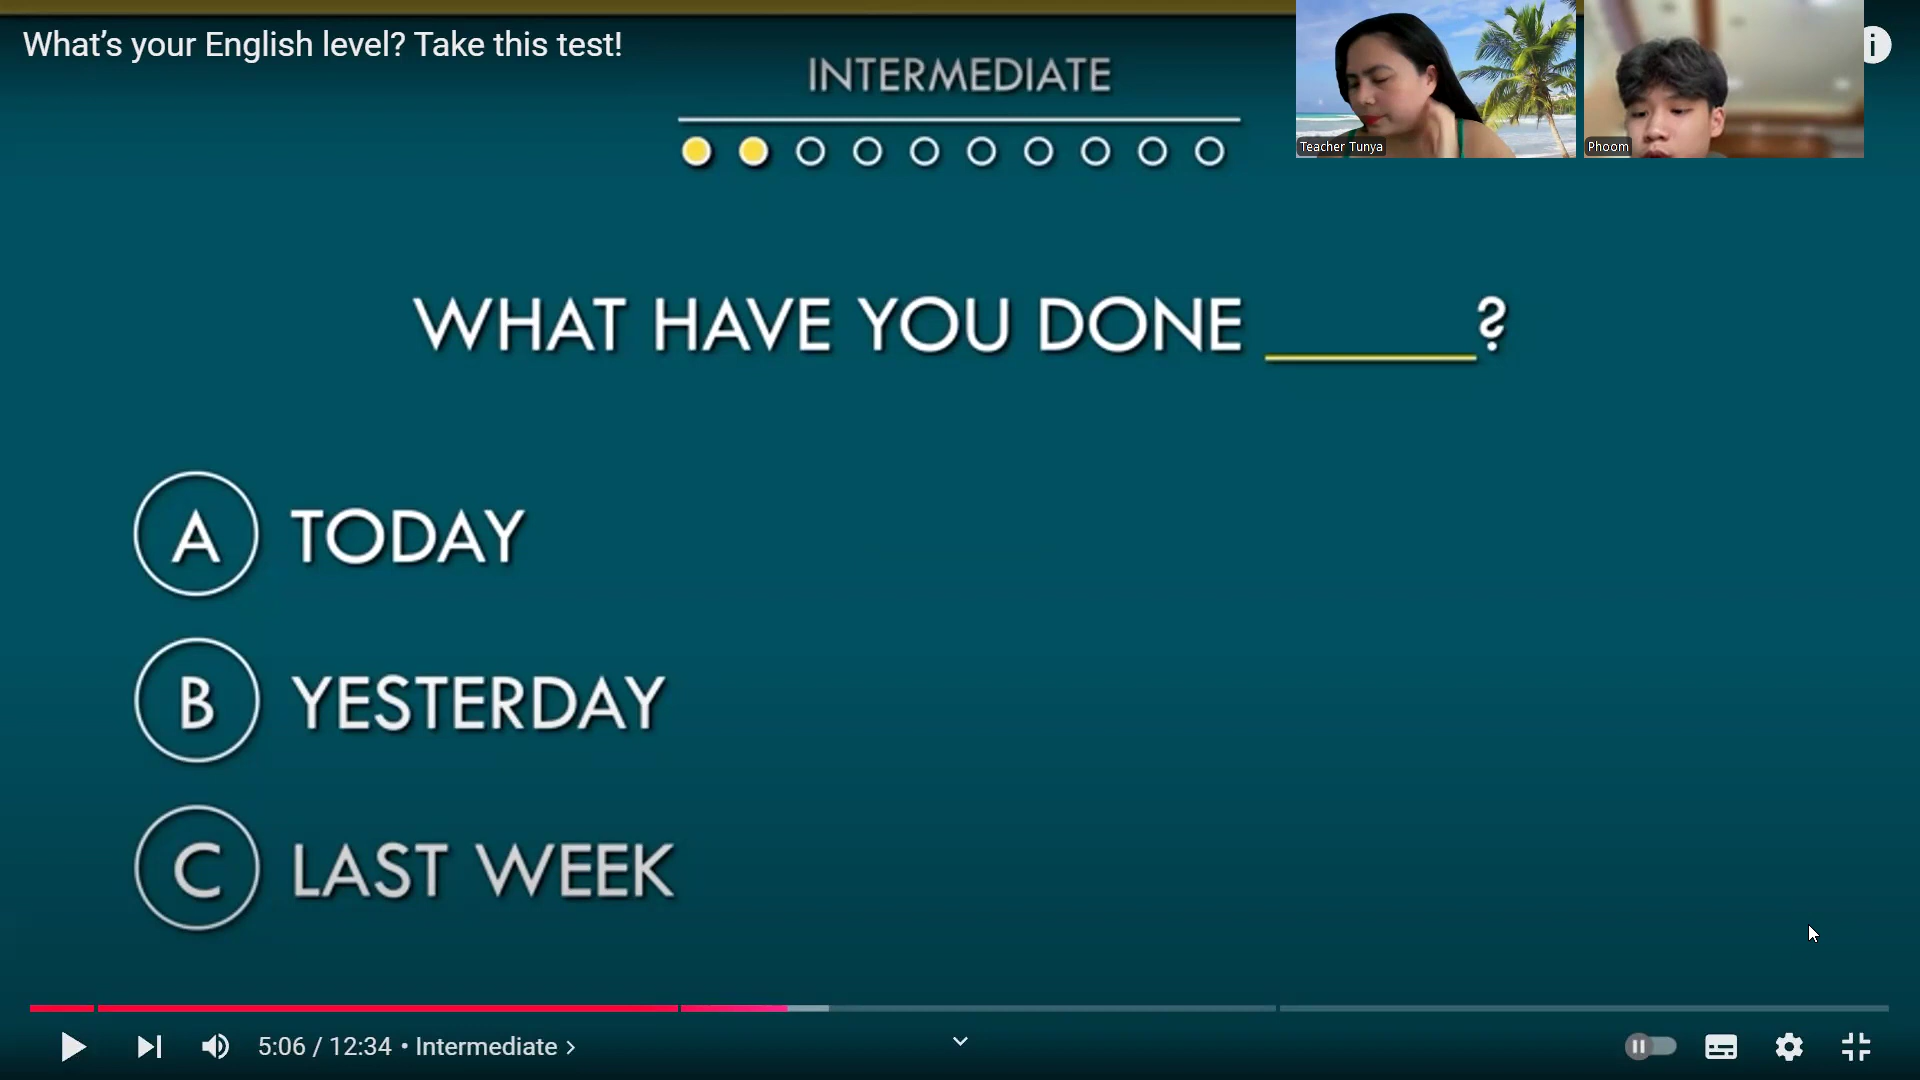 What’s your English level? Take this test!
INTERMEDIATE
Teacher Tunya
Phoom
i
WHAT HAVE YOU DONE ______?
A TODAY
B YESTERDAY
C LAST WEEK
5:06 / 12:34 • Intermediate >